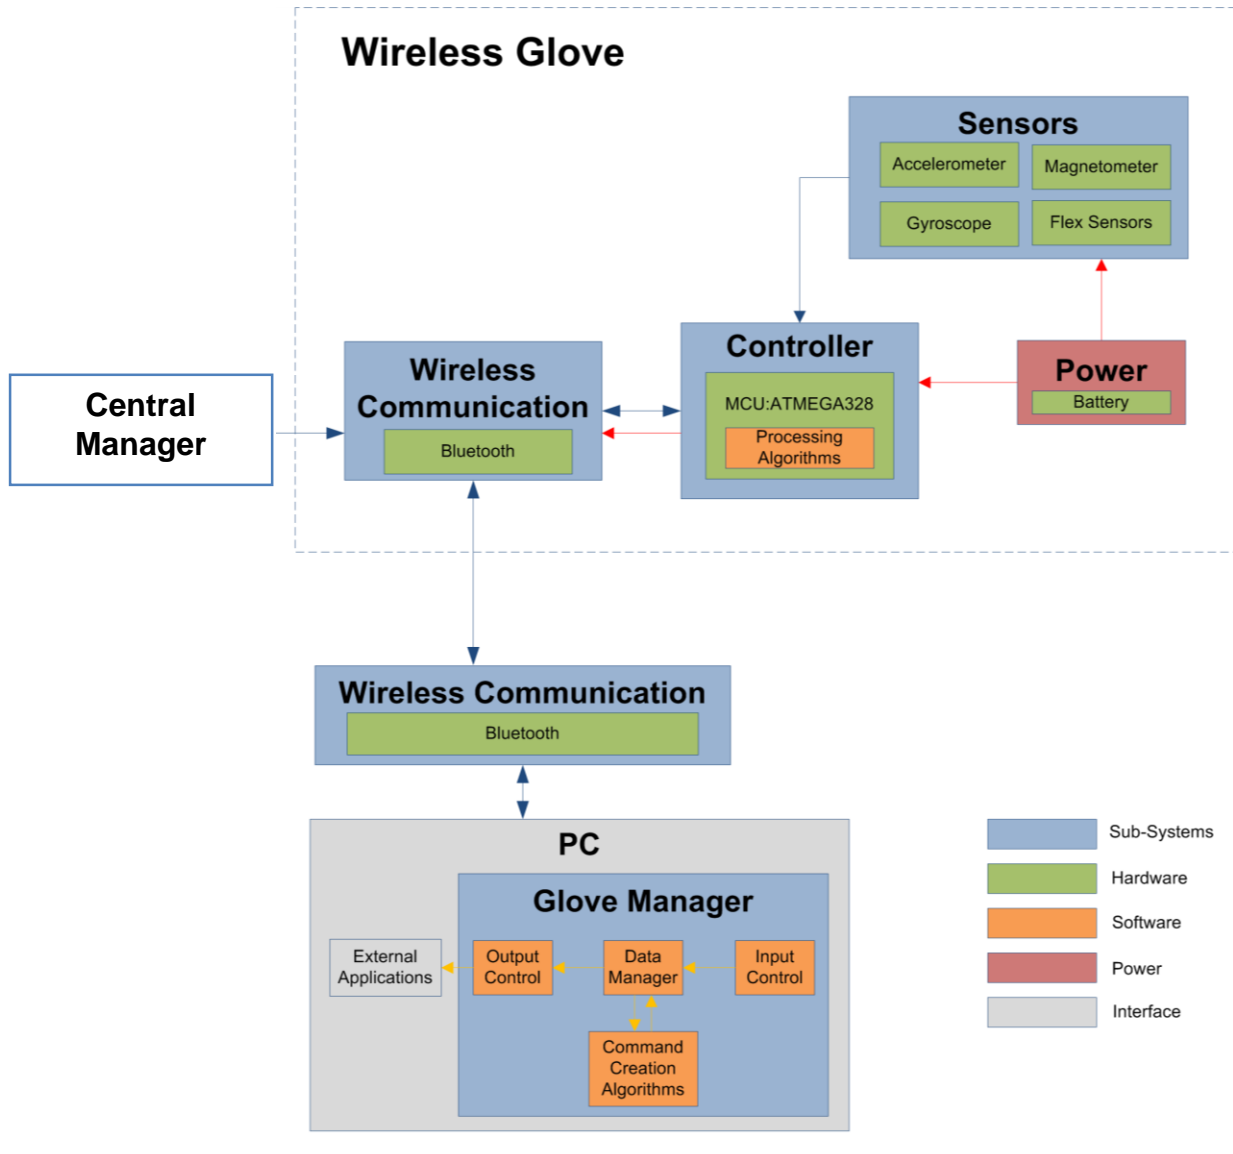 Wireless Glove
Sensors
Accelerometer
Magnetometer
Gyroscope
Flex Sensors
Central
Manager
Wireless
Communication
Bluetooth
Controller
MCU:ATMEGA328
Processing
Algorithms
Power
Battery
Wireless Communication
Bluetooth
PC
Glove Manager
External
Applications
Output
Control
Data
Manager
Input
Control
Command
Creation
Algorithms
Sub-Systems
Hardware
Software
Power
Interface